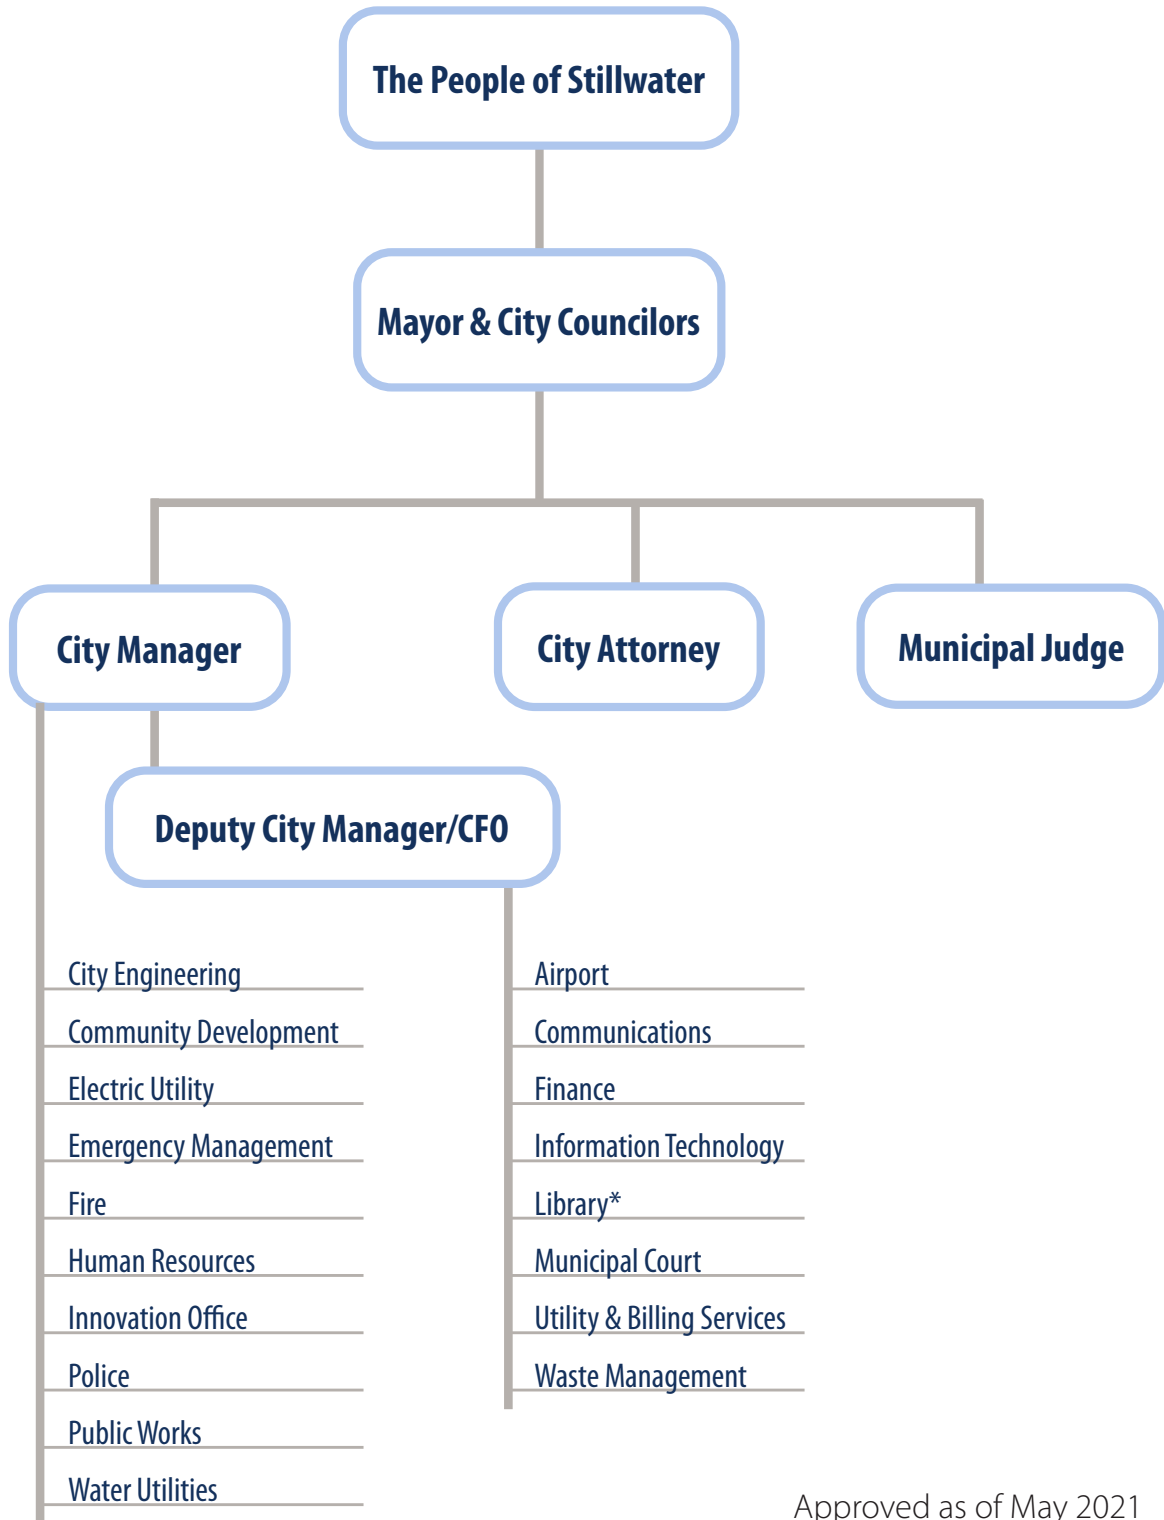 The People of Stillwater
Mayor & City Councilors
City Manager
City Attorney
Municipal Judge
Deputy City Manager/CFO
City Engineering
Community Development
Electric Utility
Emergency Management
Fire
Human Resources
Innovation Office
Police
Public Works
Water Utilities
Airport
Communications
Finance
Information Technology
Library*
Municipal Court
Utility & Billing Services
Waste Management
Approved as of May 2021